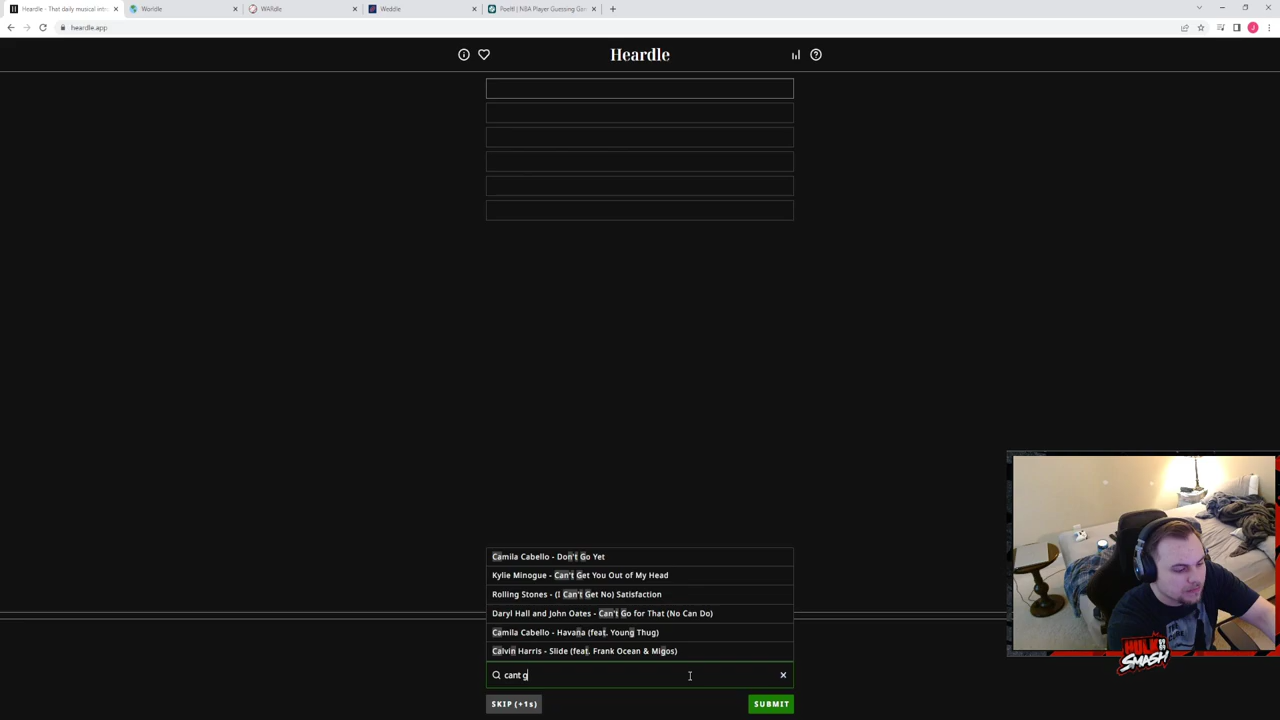 Heardle - That daily musical intr
Worldle
WARdle
Weddle
Poeltl | NBA Player Guessing Ga
heardle.app
J
Heardle
Camila Cabello - Don't Go Yet
Kylie Minogue - Can't Get You Out of My Head
Rolling Stones - (I Can't Get No) Satisfaction
Daryl Hall and John Oates - Can't Go for That (No Can Do)
Camila Cabello - Havana (feat. Young Thug)
Calvin Harris - Slide (feat. Frank Ocean & Migos)
cant g
SKIP (+1s)
SUBMIT
HULK
SMASH